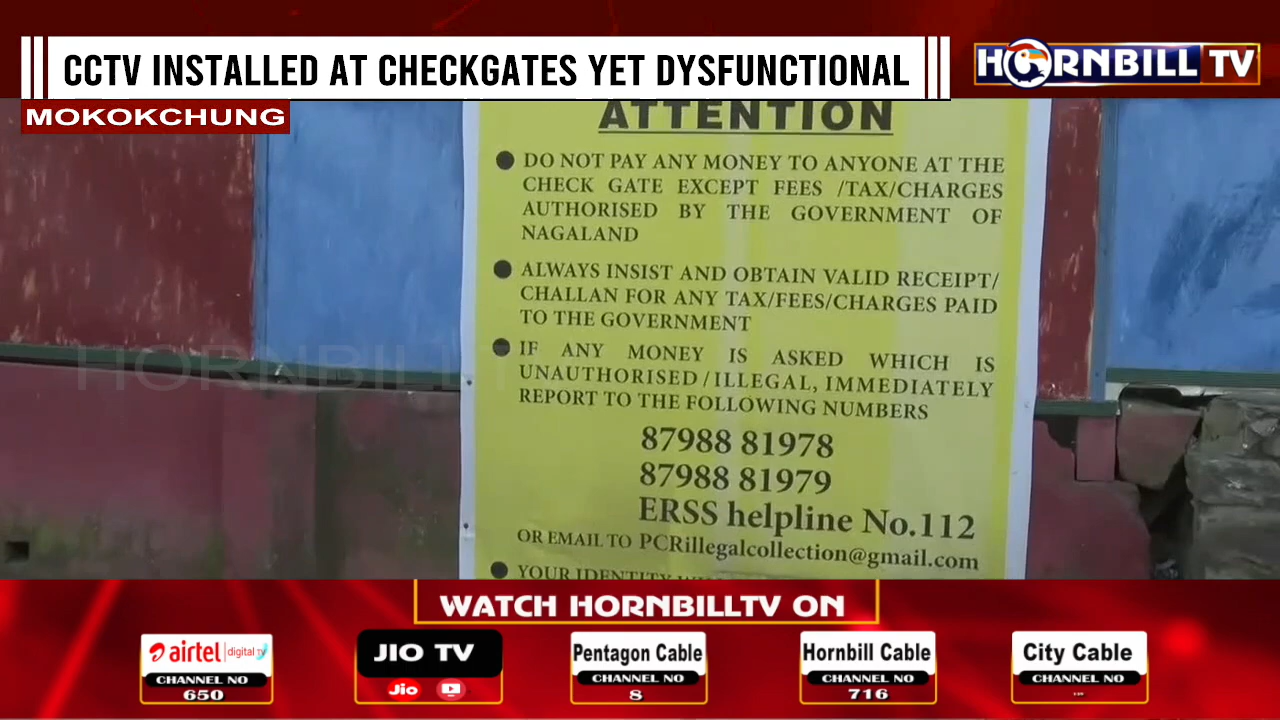 CCTV INSTALLED AT CHECKGATES YET DYSFUNCTIONAL
HORNBILL TV
MOKOKCHUNG
ATTENTION
● DO NOT PAY ANY MONEY TO ANYONE AT THE
CHECK GATE EXCEPT FEES /TAX/CHARGES
AUTHORISED BY THE GOVERNMENT OF
NAGALAND
● ALWAYS INSIST AND OBTAIN VALID RECEIPT/
CHALLAN FOR ANY TAX/FEES/CHARGES PAID
TO THE GOVERNMENT
● IF ANY MONEY IS ASKED WHICH IS
UNAUTHORISED / ILLEGAL, IMMEDIATELY
REPORT TO THE FOLLOWING NUMBERS
87988 81978
87988 81979
ERSS helpline No.112
OR EMAIL TO PCRillegalcollection@gmail.com
● YOUR IDENTITY
HORNBILLTV
WATCH HORNBILLTV ON
airtel digital TV
CHANNEL NO
650
JIO TV
Jio
Pentagon Cable
CHANNEL NO
8
Hornbill Cable
CHANNEL NO
716
City Cable
CHANNEL NO